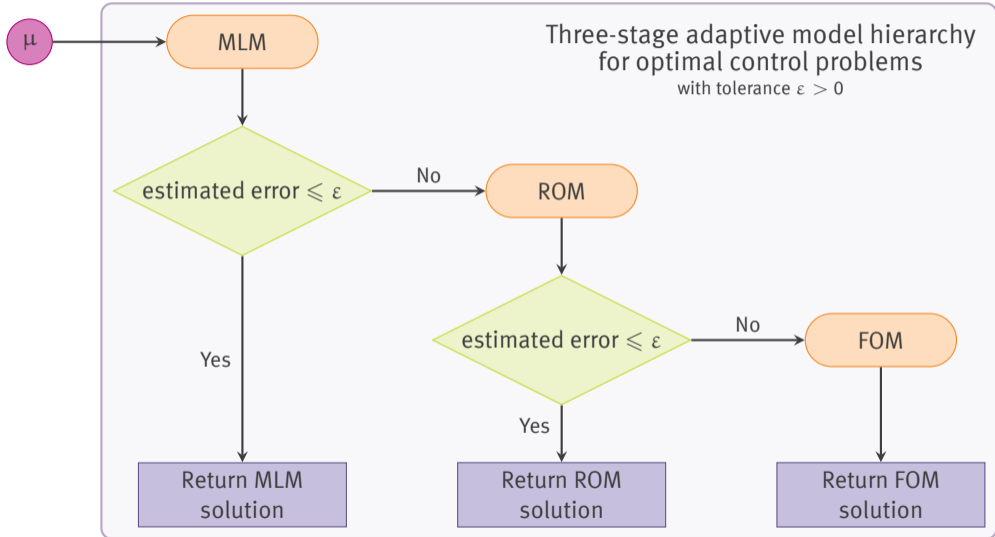 μ
MLM
Three-stage adaptive model hierarchy
for optimal control problems
with tolerance ε > 0
estimated error ⩽ ε
No
ROM
estimated error ⩽ ε
No
FOM
Yes
Yes
Return MLM
solution
Return ROM
solution
Return FOM
solution